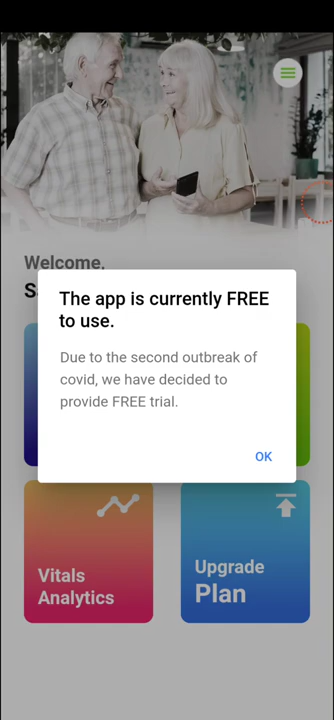 Welcome,
The app is currently FREE
to use.
Due to the second outbreak of
covid, we have decided to
provide FREE trial.
OK
Vitals
Analytics
Upgrade
Plan